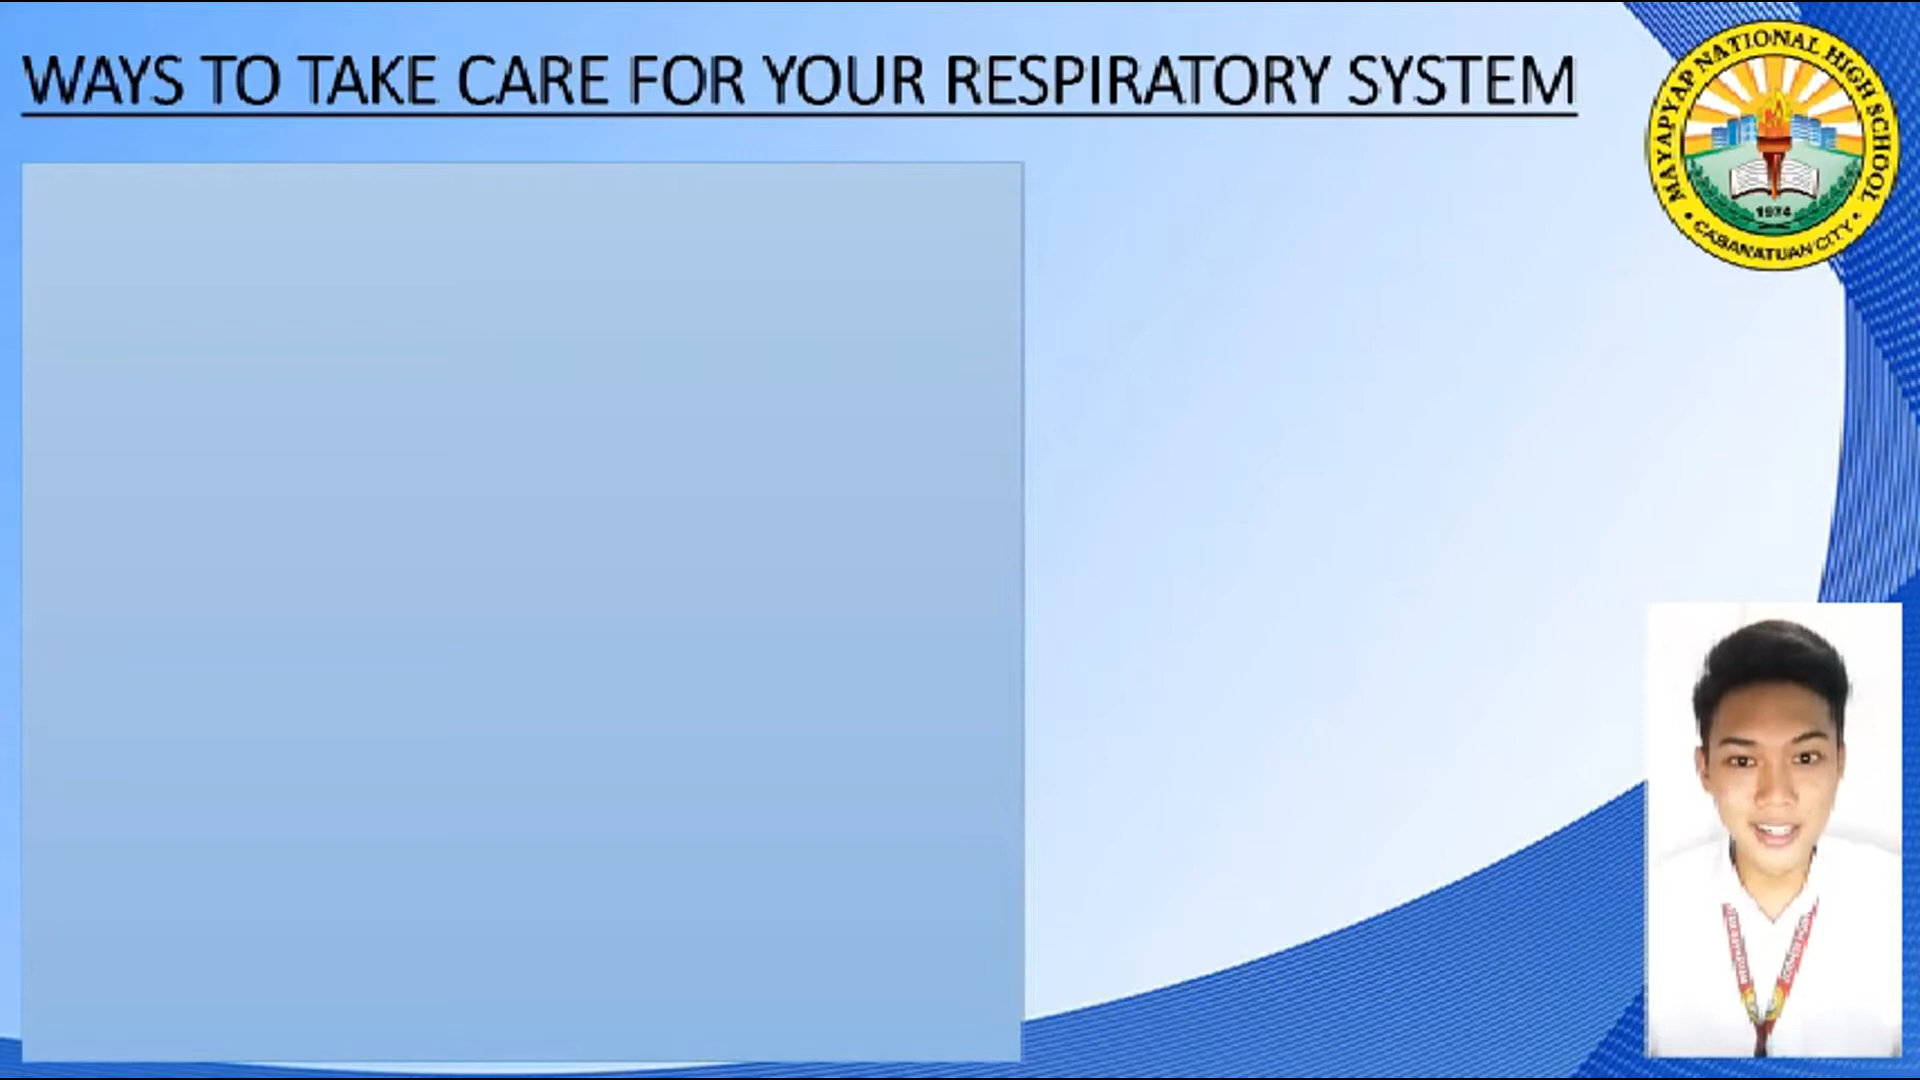 WAYS TO TAKE CARE FOR YOUR RESPIRATORY SYSTEM
MAYAPYAP NATIONAL HIGH SCHOOL
1974
• CABANATUAN CITY •